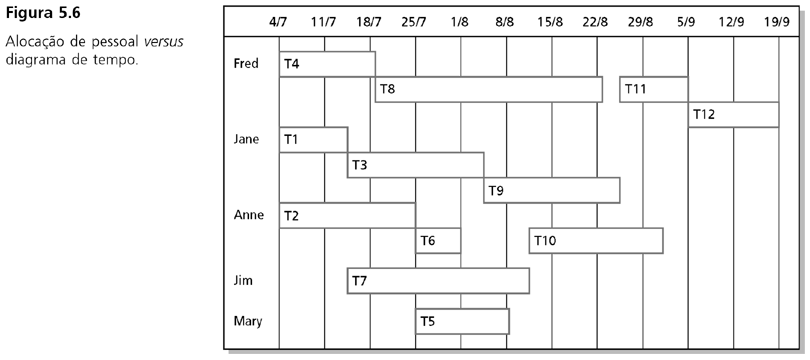 Figura 5.6
Alocação de pessoal versus
diagrama de tempo.
4/7 11/7 18/7 25/7 1/8 8/8 15/8 22/8 29/8 5/9 12/9 19/9
Fred T4
T8 T11
T12
Jane T1
T3
T9
Anne T2
T6 T10
Jim T7
Mary T5